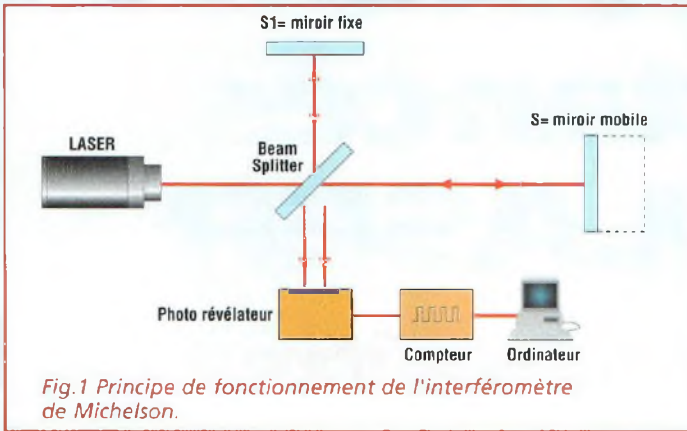 S1= miroir fixe
S= miroir mobile
LASER
Beam
Splitter
Photo révélateur
Compteur
Ordinateur
Fig.1 Principe de fonctionnement de l'interféromètre
de Michelson.